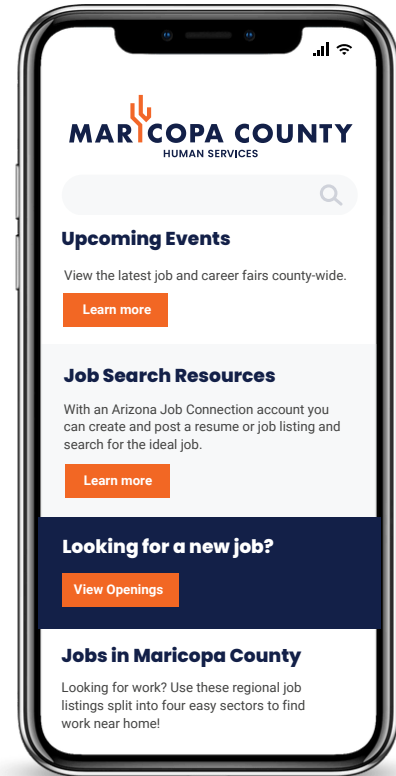 MARICOPA COUNTY
HUMAN SERVICES
Upcoming Events
View the latest job and career fairs county-wide.
Learn more
Job Search Resources
With an Arizona Job Connection account you
can create and post a resume or job listing and
search for the ideal job.
Learn more
Looking for a new job?
View Openings
Jobs in Maricopa County
Looking for work? Use these regional job
listings split into four easy sectors to find
work near home!